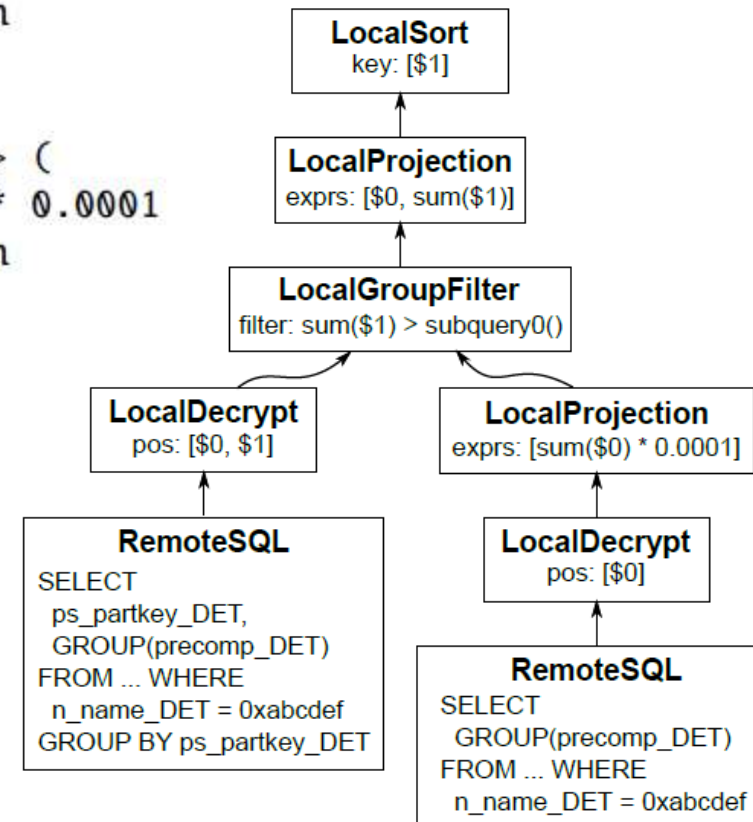 n
> (
* 0.0001
n
LocalSort
key: [$1]
LocalProjection
exprs: [$0, sum($1)]
LocalGroupFilter
filter: sum($1) > subquery0()
LocalDecrypt
pos: [$0, $1]
LocalProjection
exprs: [sum($0) * 0.0001]
RemoteSQL
SELECT
ps_partkey_DET,
GROUP(precomp_DET)
FROM ... WHERE
n_name_DET = 0xabcdef
GROUP BY ps_partkey_DET
LocalDecrypt
pos: [$0]
RemoteSQL
SELECT
GROUP(precomp_DET)
FROM ... WHERE
n_name_DET = 0xabcdef